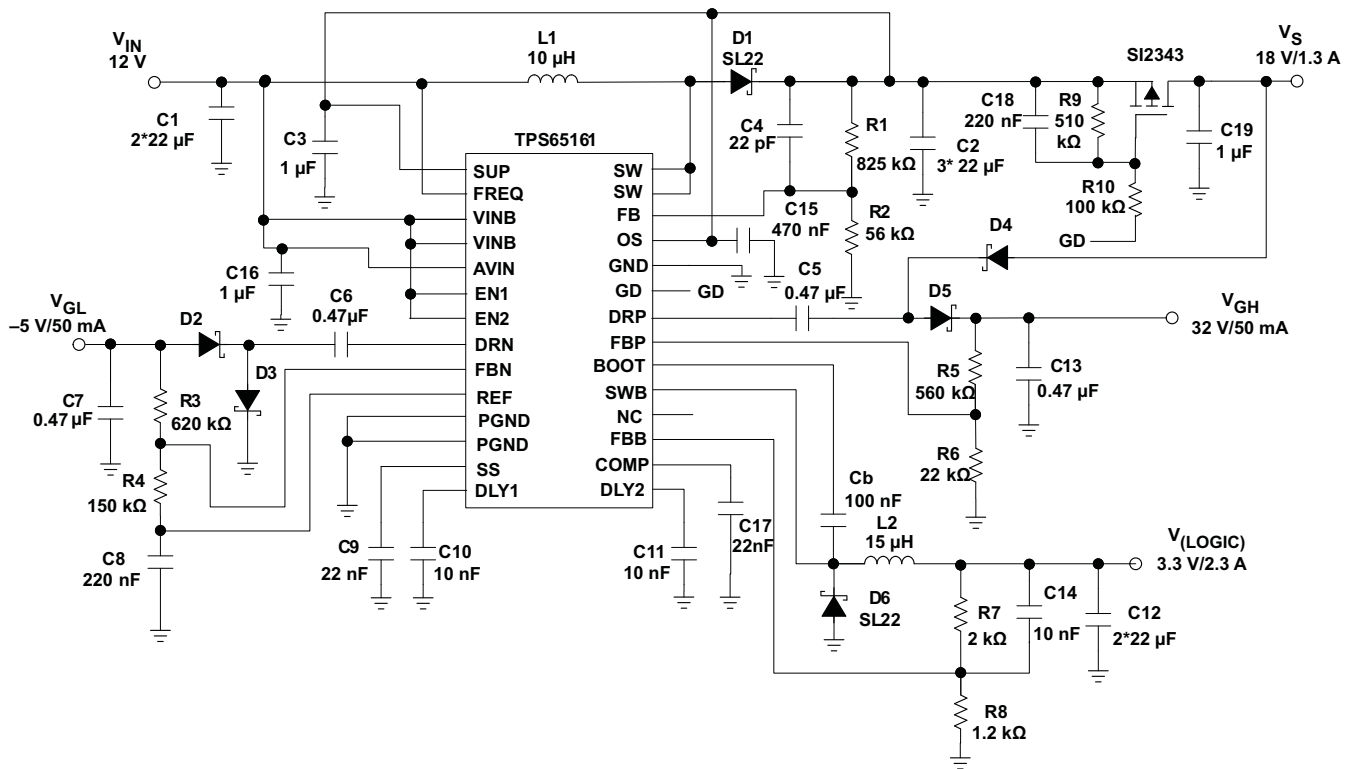 V_IN
12 V
L1
10 µH
D1
SL22
SI2343
V_S
18 V/1.3 A
C1
2*22 µF
C3
1 µF
C4
22 pF
R1
825 kΩ
C2
3* 22 µF
C18
220 nF
R9
510
kΩ
C19
1 µF
R10
100 kΩ
GD
TPS65161
SUP
FREQ
VINB
VINB
AVIN
EN1
EN2
DRN
FBN
REF
PGND
PGND
SS
DLY1
SW
SW
FB
OS
GND
GD
DRP
FBP
BOOT
SWB
NC
FBB
COMP
DLY2
GD
C15
470 nF
R2
56 kΩ
C16
1 µF
C5
0.47 µF
D4
D5
V_GH
32 V/50 mA
V_GL
–5 V/50 mA
D2
C6
0.47µF
D3
C7
0.47 µF
R3
620 kΩ
R4
150 kΩ
C8
220 nF
C9
22 nF
C10
10 nF
C11
10 nF
C17
22nF
R5
560 kΩ
C13
0.47 µF
R6
22 kΩ
Cb
100 nF
L2
15 µH
V_(LOGIC)
3.3 V/2.3 A
D6
SL22
R7
2 kΩ
C14
10 nF
C12
2*22 µF
R8
1.2 kΩ